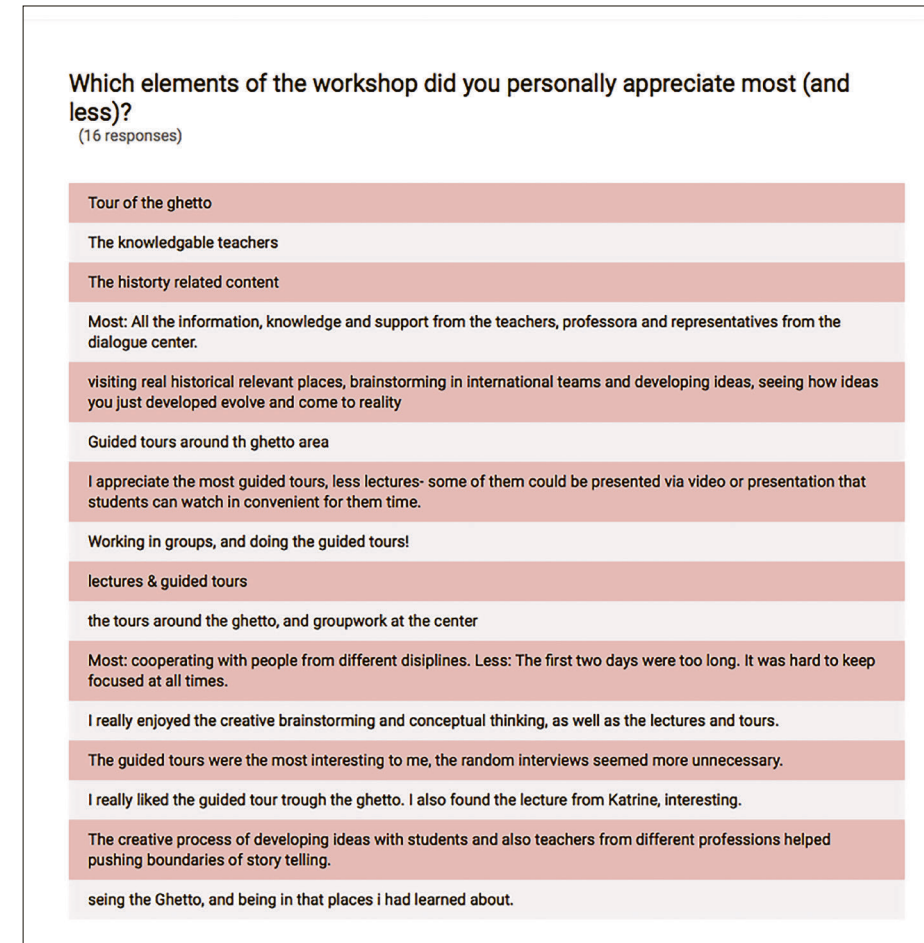 Which elements of the workshop did you personally appreciate most (and
less)?
(16 responses)
Tour of the ghetto
The knowledgable teachers
The historty related content
Most: All the information, knowledge and support from the teachers, professora and representatives from the
dialogue center.
visiting real historical relevant places, brainstorming in international teams and developing ideas, seeing how ideas
you just developed evolve and come to reality
Guided tours around th ghetto area
I appreciate the most guided tours, less lectures- some of them could be presented via video or presentation that
students can watch in convenient for them time.
Working in groups, and doing the guided tours!
lectures & guided tours
the tours around the ghetto, and groupwork at the center
Most: cooperating with people from different disiplines. Less: The first two days were too long. It was hard to keep
focused at all times.
I really enjoyed the creative brainstorming and conceptual thinking, as well as the lectures and tours.
The guided tours were the most interesting to me, the random interviews seemed more unnecessary.
I really liked the guided tour trough the ghetto. I also found the lecture from Katrine, interesting.
The creative process of developing ideas with students and also teachers from different professions helped
pushing boundaries of story telling.
seing the Ghetto, and being in that places i had learned about.